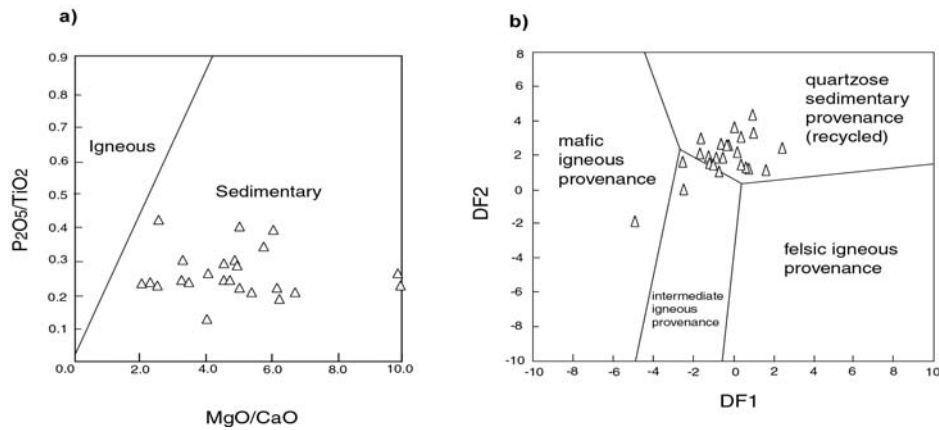 a)
P2O5/TiO2
0.9
0.8
0.7
0.6
0.5
0.4
0.3
0.2
0.1
Igneous
Sedimentary
0.0 2.0 4.0 6.0 8.0 10.0
MgO/CaO
b)
DF2
8
6
4
2
0
-2
-4
-6
-8
-10
mafic
igneous
provenance
quartzose
sedimentary
provenance
(recycled)
felsic igneous
provenance
intermediate
igneous
provenance
-10 -8 -6 -4 -2 0 2 4 6 8 10
DF1